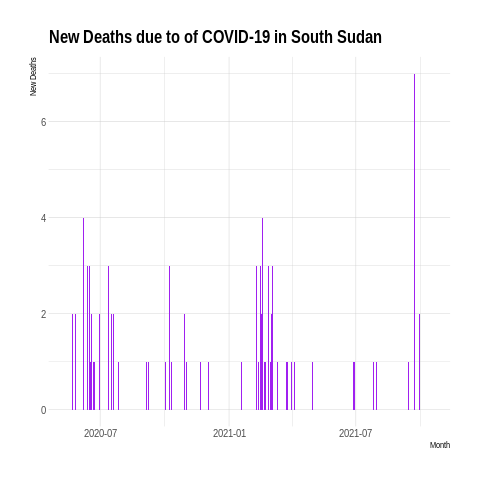 New Deaths due to of COVID-19 in South Sudan
New Deaths
6
4
2
0
2020-07
2021-01
2021-07
Month